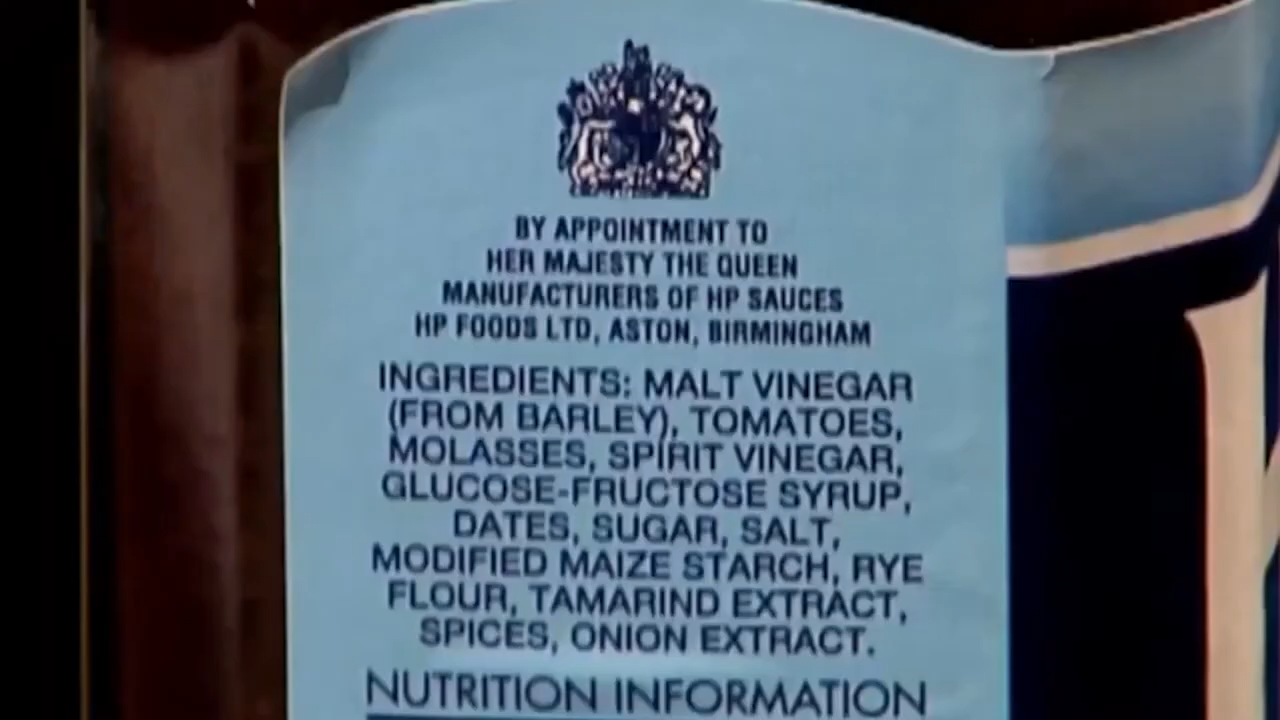 BY APPOINTMENT TO
HER MAJESTY THE QUEEN
MANUFACTURERS OF HP SAUCES
HP FOODS LTD, ASTON, BIRMINGHAM
INGREDIENTS: MALT VINEGAR
(FROM BARLEY), TOMATOES,
MOLASSES, SPIRIT VINEGAR,
GLUCOSE-FRUCTOSE SYRUP,
DATES, SUGAR, SALT,
MODIFIED MAIZE STARCH, RYE
FLOUR, TAMARIND EXTRACT,
SPICES, ONION EXTRACT.
NUTRITION INFORMATION